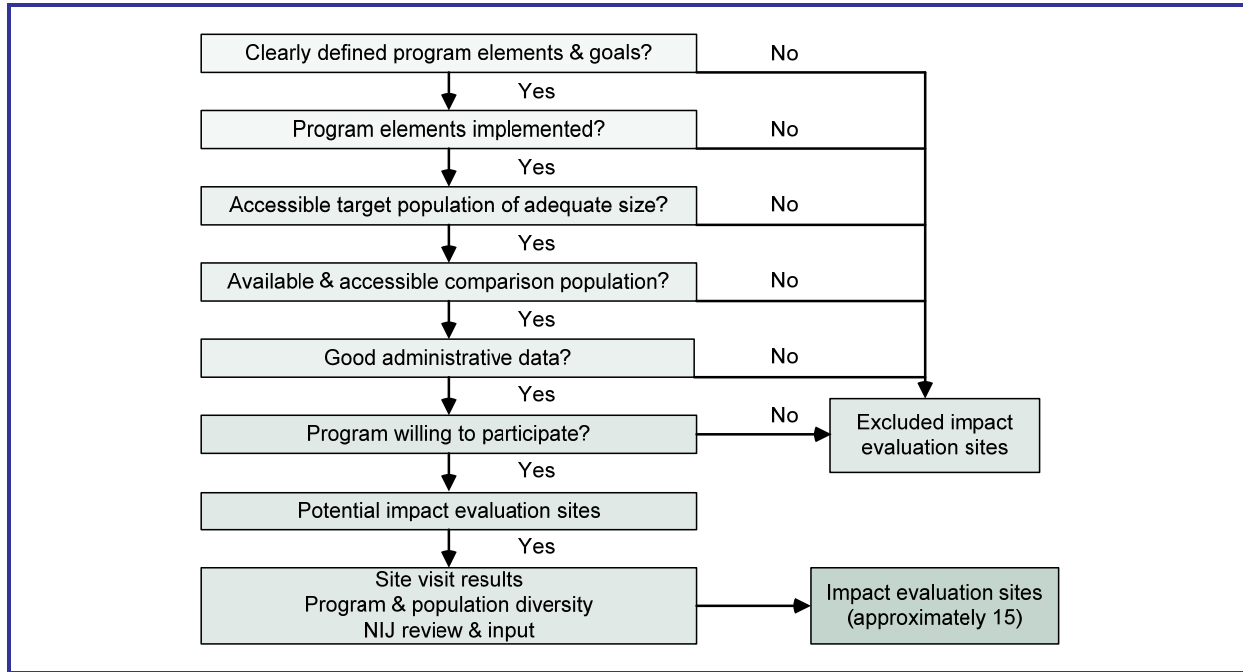 Clearly defined program elements & goals?
No
Yes
Program elements implemented?
No
Yes
Accessible target population of adequate size?
No
Yes
Available & accessible comparison population?
No
Yes
Good administrative data?
No
Yes
Program willing to participate?
No
Excluded impact
evaluation sites
Yes
Potential impact evaluation sites
Yes
Site visit results
Program & population diversity
NIJ review & input
Impact evaluation sites
(approximately 15)